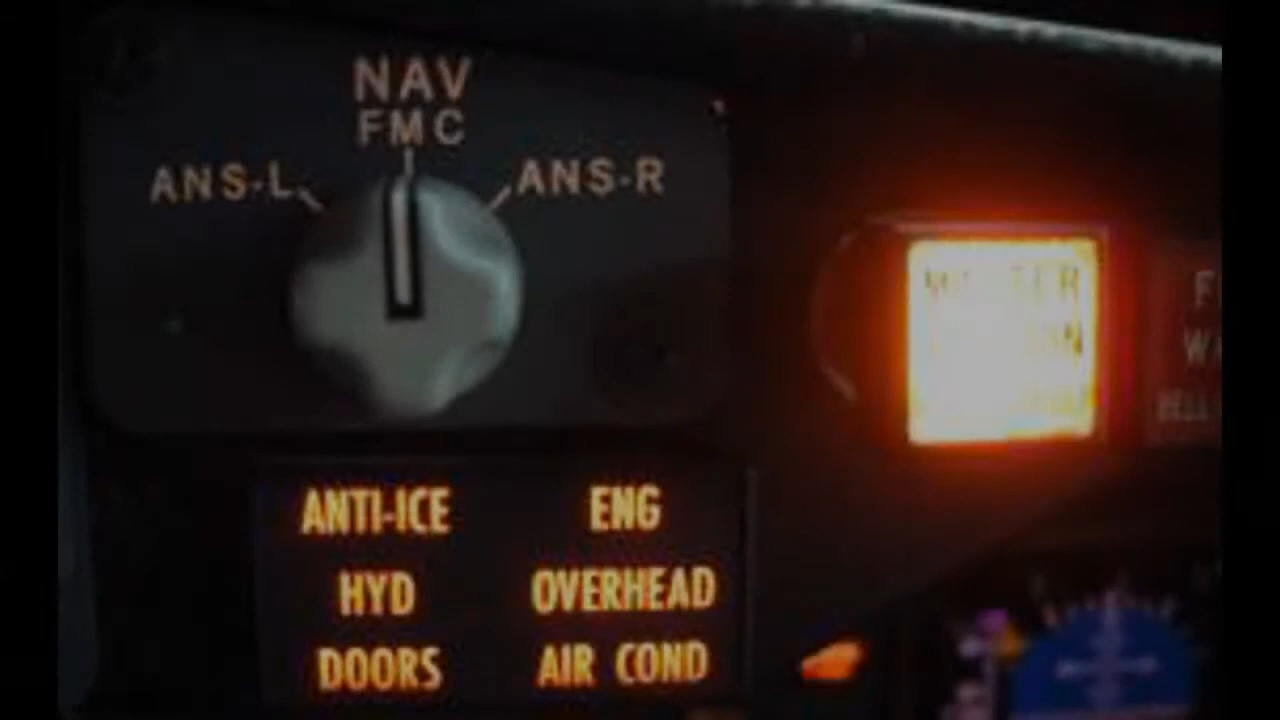 NAV
FMC
ANS-L
ANS-R
ANTI-ICE ENG
HYD OVERHEAD
DOORS AIR COND